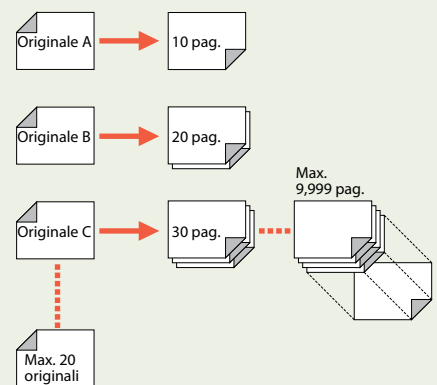 Originale A
10 pag.
Originale B
20 pag.
Originale C
30 pag.
Max.
9,999 pag.
Max. 20
originali